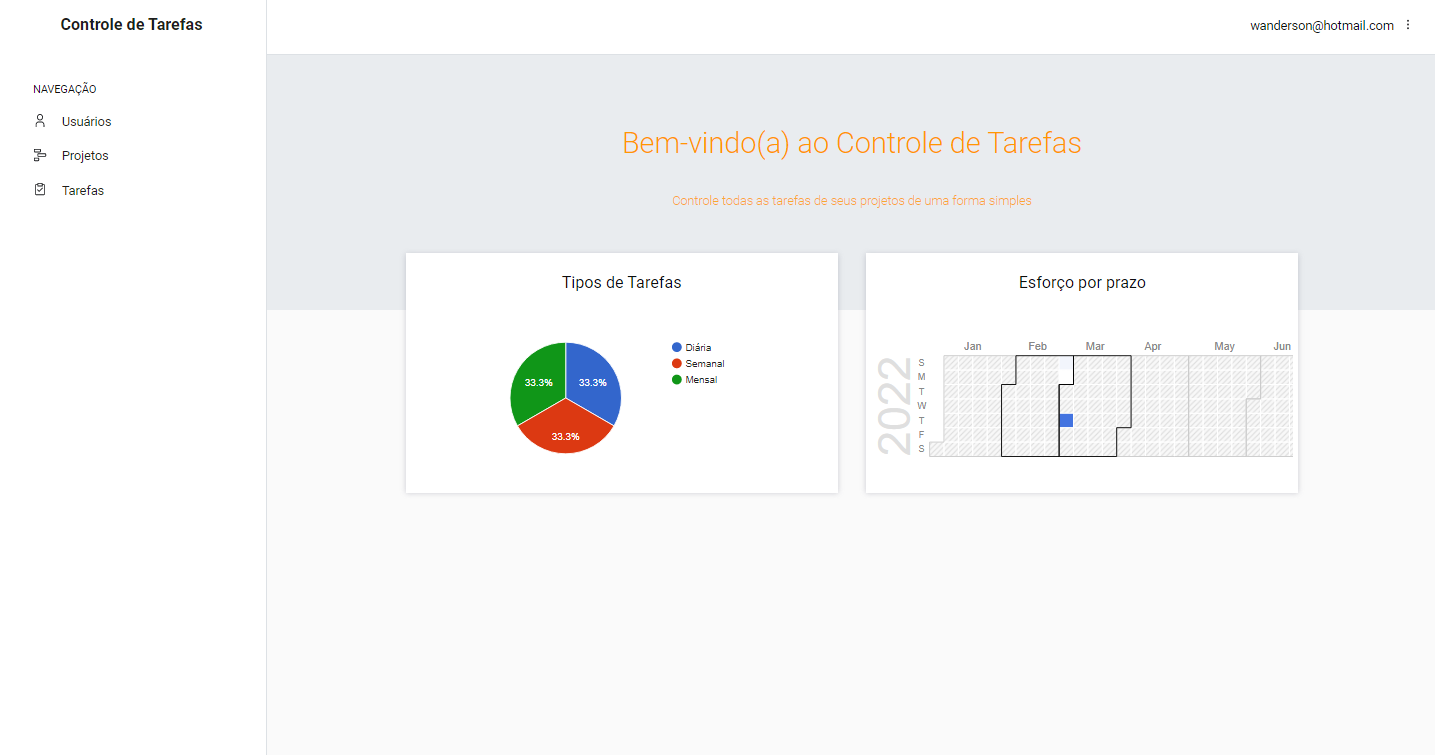 Controle de Tarefas
wanderson@hotmail.com
NAVEGAÇÃO
Usuários
Projetos
Tarefas
Bem-vindo(a) ao Controle de Tarefas
Controle todas as tarefas de seus projetos de uma forma simples
Tipos de Tarefas
33.3%
33.3%
33.3%
Diária
Semanal
Mensal
Esforço por prazo
Jan Feb Mar Apr May Jun
2022
S
M
T
W
T
F
S